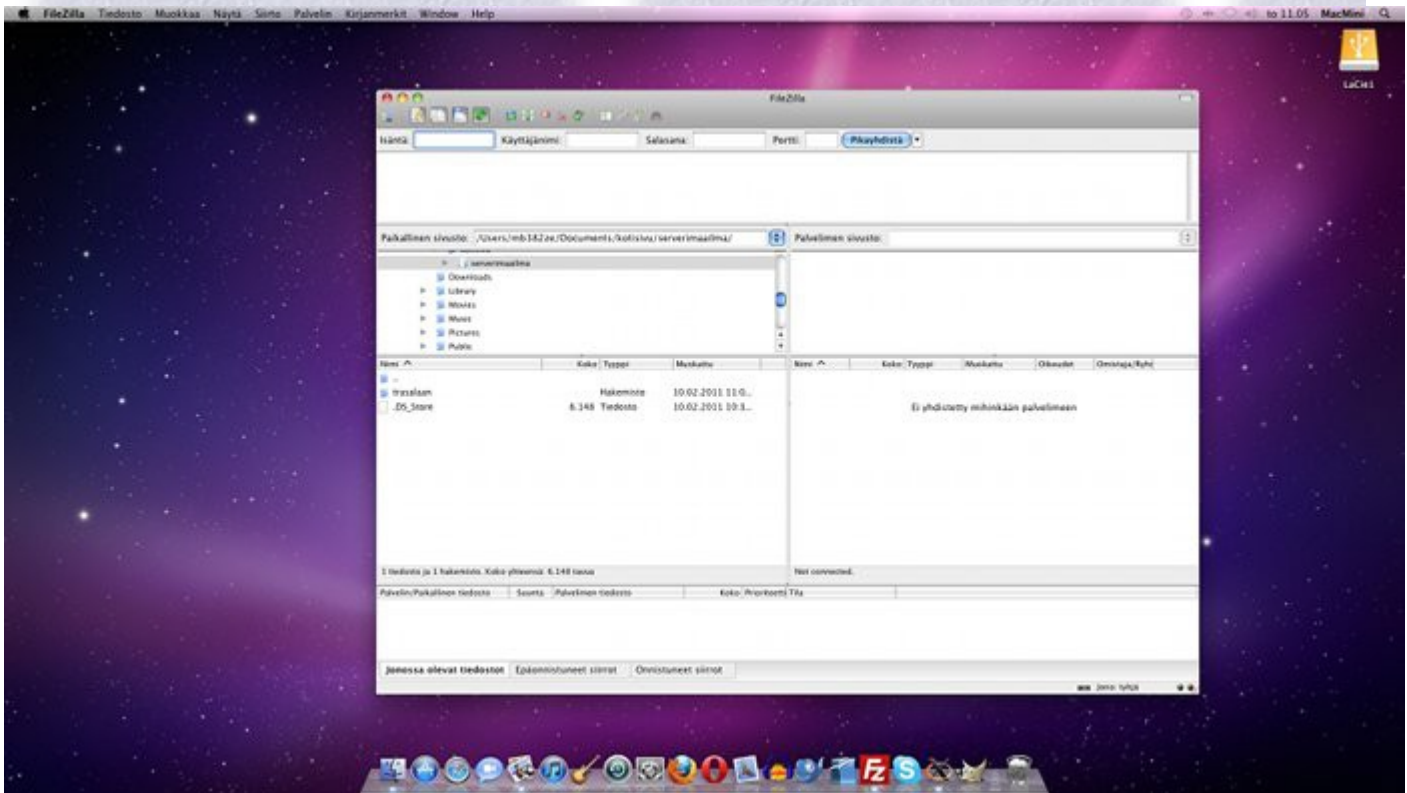 FileZilla Tiedosto Muokkaa Näytä Siirto Palvelin Kirjanmerkit Window Help
to 11.05 MacMini
LaCie1
FileZilla
Isäntä: Käyttäjänimi: Salasana: Portti: Pikayhdistä
Paikallinen sivusto: /Users/mb382ze/Documents/kotisivu/serverimaailma/
Palvelimen sivusto:
serverimaailma
Downloads
Library
Movies
Music
Pictures
Public
Nimi Koko Tyyppi Muokattu
Nimi Koko Tyyppi Muokattu Oikeudet Omistaja/Ryhm
..
trasalaan Hakemisto 10.02.2011 11:0...
.DS_Store 6.148 Tiedosto 10.02.2011 10:3...
Ei yhdistetty mihinkään palvelimeen
1 tiedosto ja 1 hakemisto. Koko yhteensä: 6.148 tavua
Not connected.
Palvelin/Paikallinen tiedosto Suunta Palvelimen tiedosto Koko Prioriteetti Tila
Jonossa olevat tiedostot Epäonnistuneet siirrot Onnistuneet siirrot
Jono: tyhjä